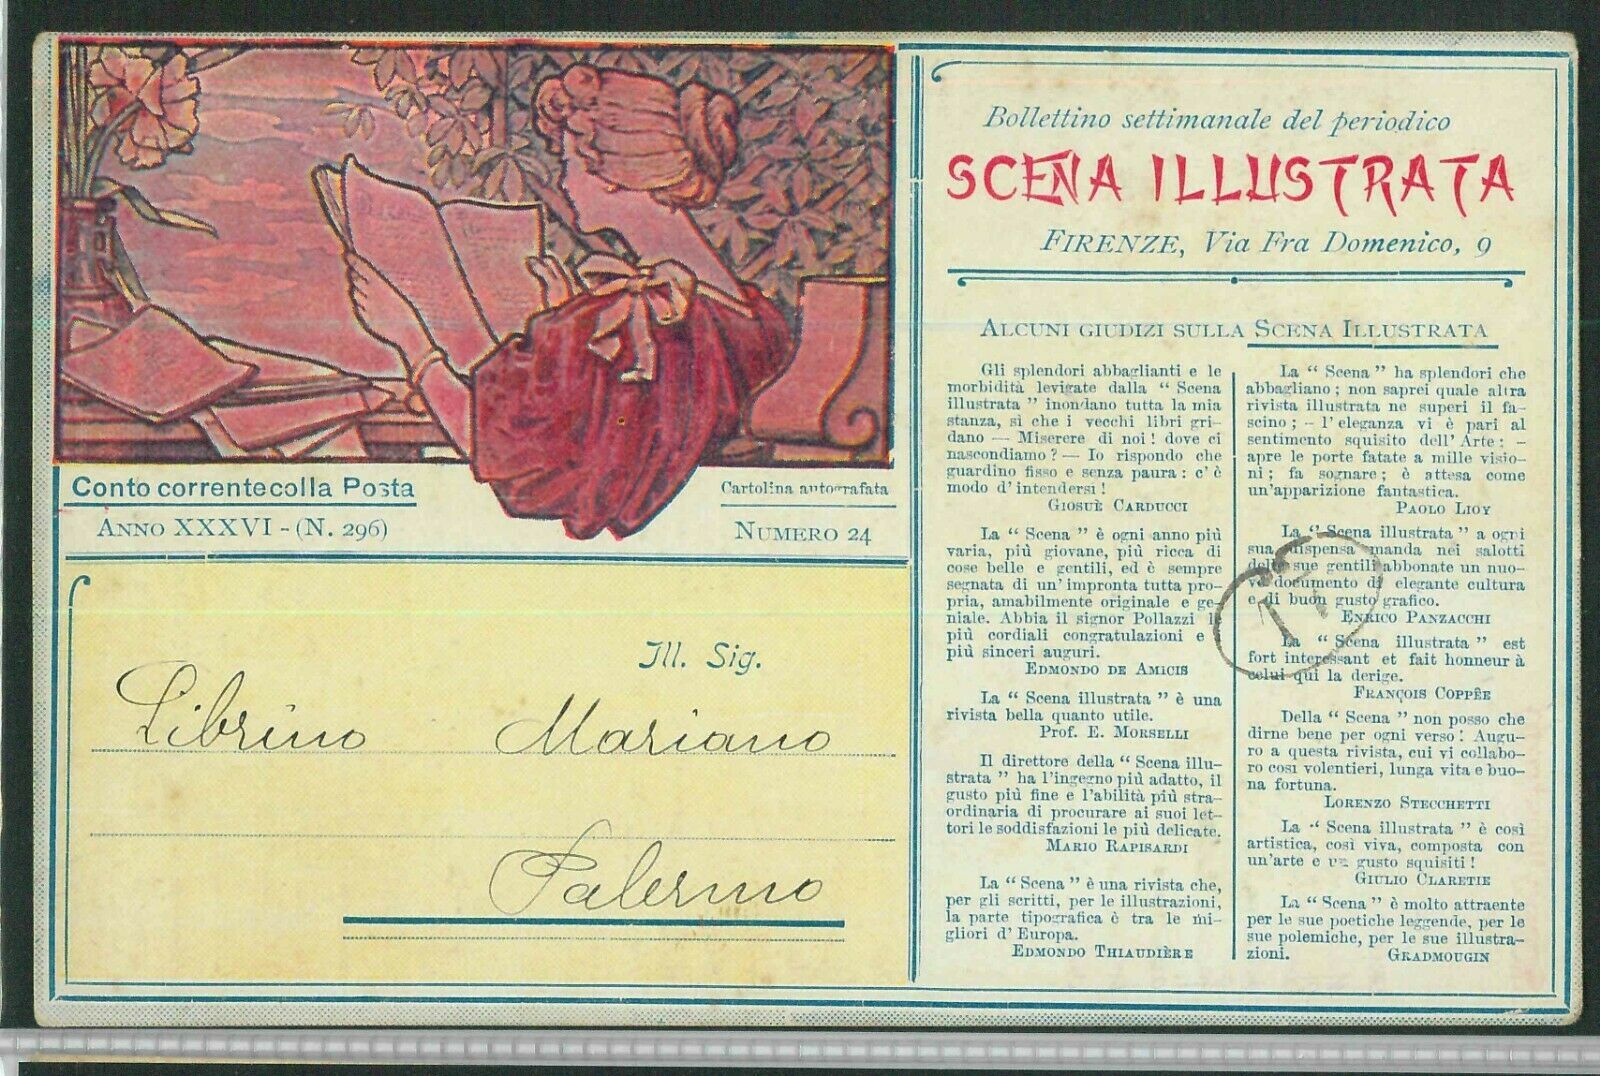 Conto correntecolla Posta
Anno XXXVI - (N. 296)
Cartolina autografata
Numero 24
Ill. Sig.
Librino Mariano
Palermo
Bollettino settimanale del periodico
SCENA ILLUSTRATA
FIRENZE, Via Fra Domenico, 9
Alcuni giudizi sulla Scena Illustrata
Gli splendori abbaglianti e le
morbidità levigate dalla “ Scena
illustrata ” inondano tutta la mia
stanza, sì che i vecchi libri gri-
dano — Miserere di noi ! dove ci
nascondiamo ? — Io rispondo che
guardino fisso e senza paura : c'è
modo d'intendersi !
Giosuè Carducci
La “ Scena ” è ogni anno più
varia, più giovane, più ricca di
cose belle e gentili, ed è sempre
segnata di un'impronta tutta pro-
pria, amabilmente originale e ge-
niale. Abbia il signor Pollazzi i
più cordiali congratulazioni e
più sinceri auguri.
Edmondo de Amicis
La “ Scena illustrata ” è una
rivista bella quanto utile.
Prof. E. Morselli
Il direttore della “ Scena illu-
strata ” ha l'ingegno più adatto, il
gusto più fine e l'abilità più stra-
ordinaria di procurare ai suoi let-
tori le soddisfazioni le più delicate.
Mario Rapisardi
La “ Scena ” è una rivista che,
per gli scritti, per le illustrazioni,
la parte tipografica è tra le mi-
gliori d'Europa.
Edmondo Thiaudière
La “ Scena ” ha splendori che
abbagliano ; non saprei quale altra
rivista illustrata ne superi il fa-
scino ; - l'eleganza vi è pari al
sentimento squisito dell'Arte : -
apre le porte fatate a mille visio-
ni ; fa sognare ; è attesa come
un'apparizione fantastica.
Paolo Lioy
La “ Scena illustrata ” a ogni
sua dispensa manda nei salotti
delle sue gentili abbonate un nuo-
vo documento di elegante cultura
e di buon gusto grafico.
Enrico Panzacchi
La “ Scena illustrata ” est
fort interessant et fait honneur à
celui qui la derige.
François Coppêe
Della “ Scena ” non posso che
dirne bene per ogni verso ! Augu-
ro a questa rivista, cui vi collabo-
ro così volentieri, lunga vita e buo-
na fortuna.
Lorenzo Stecchetti
La “ Scena illustrata ” è così
artistica, così viva, composta con
un'arte e un gusto squisiti !
Giulio Claretie
La “ Scena ” è molto attraente
per le sue poetiche leggende, per le
sue polemiche, per le sue illustra-
zioni.
Gradmougin